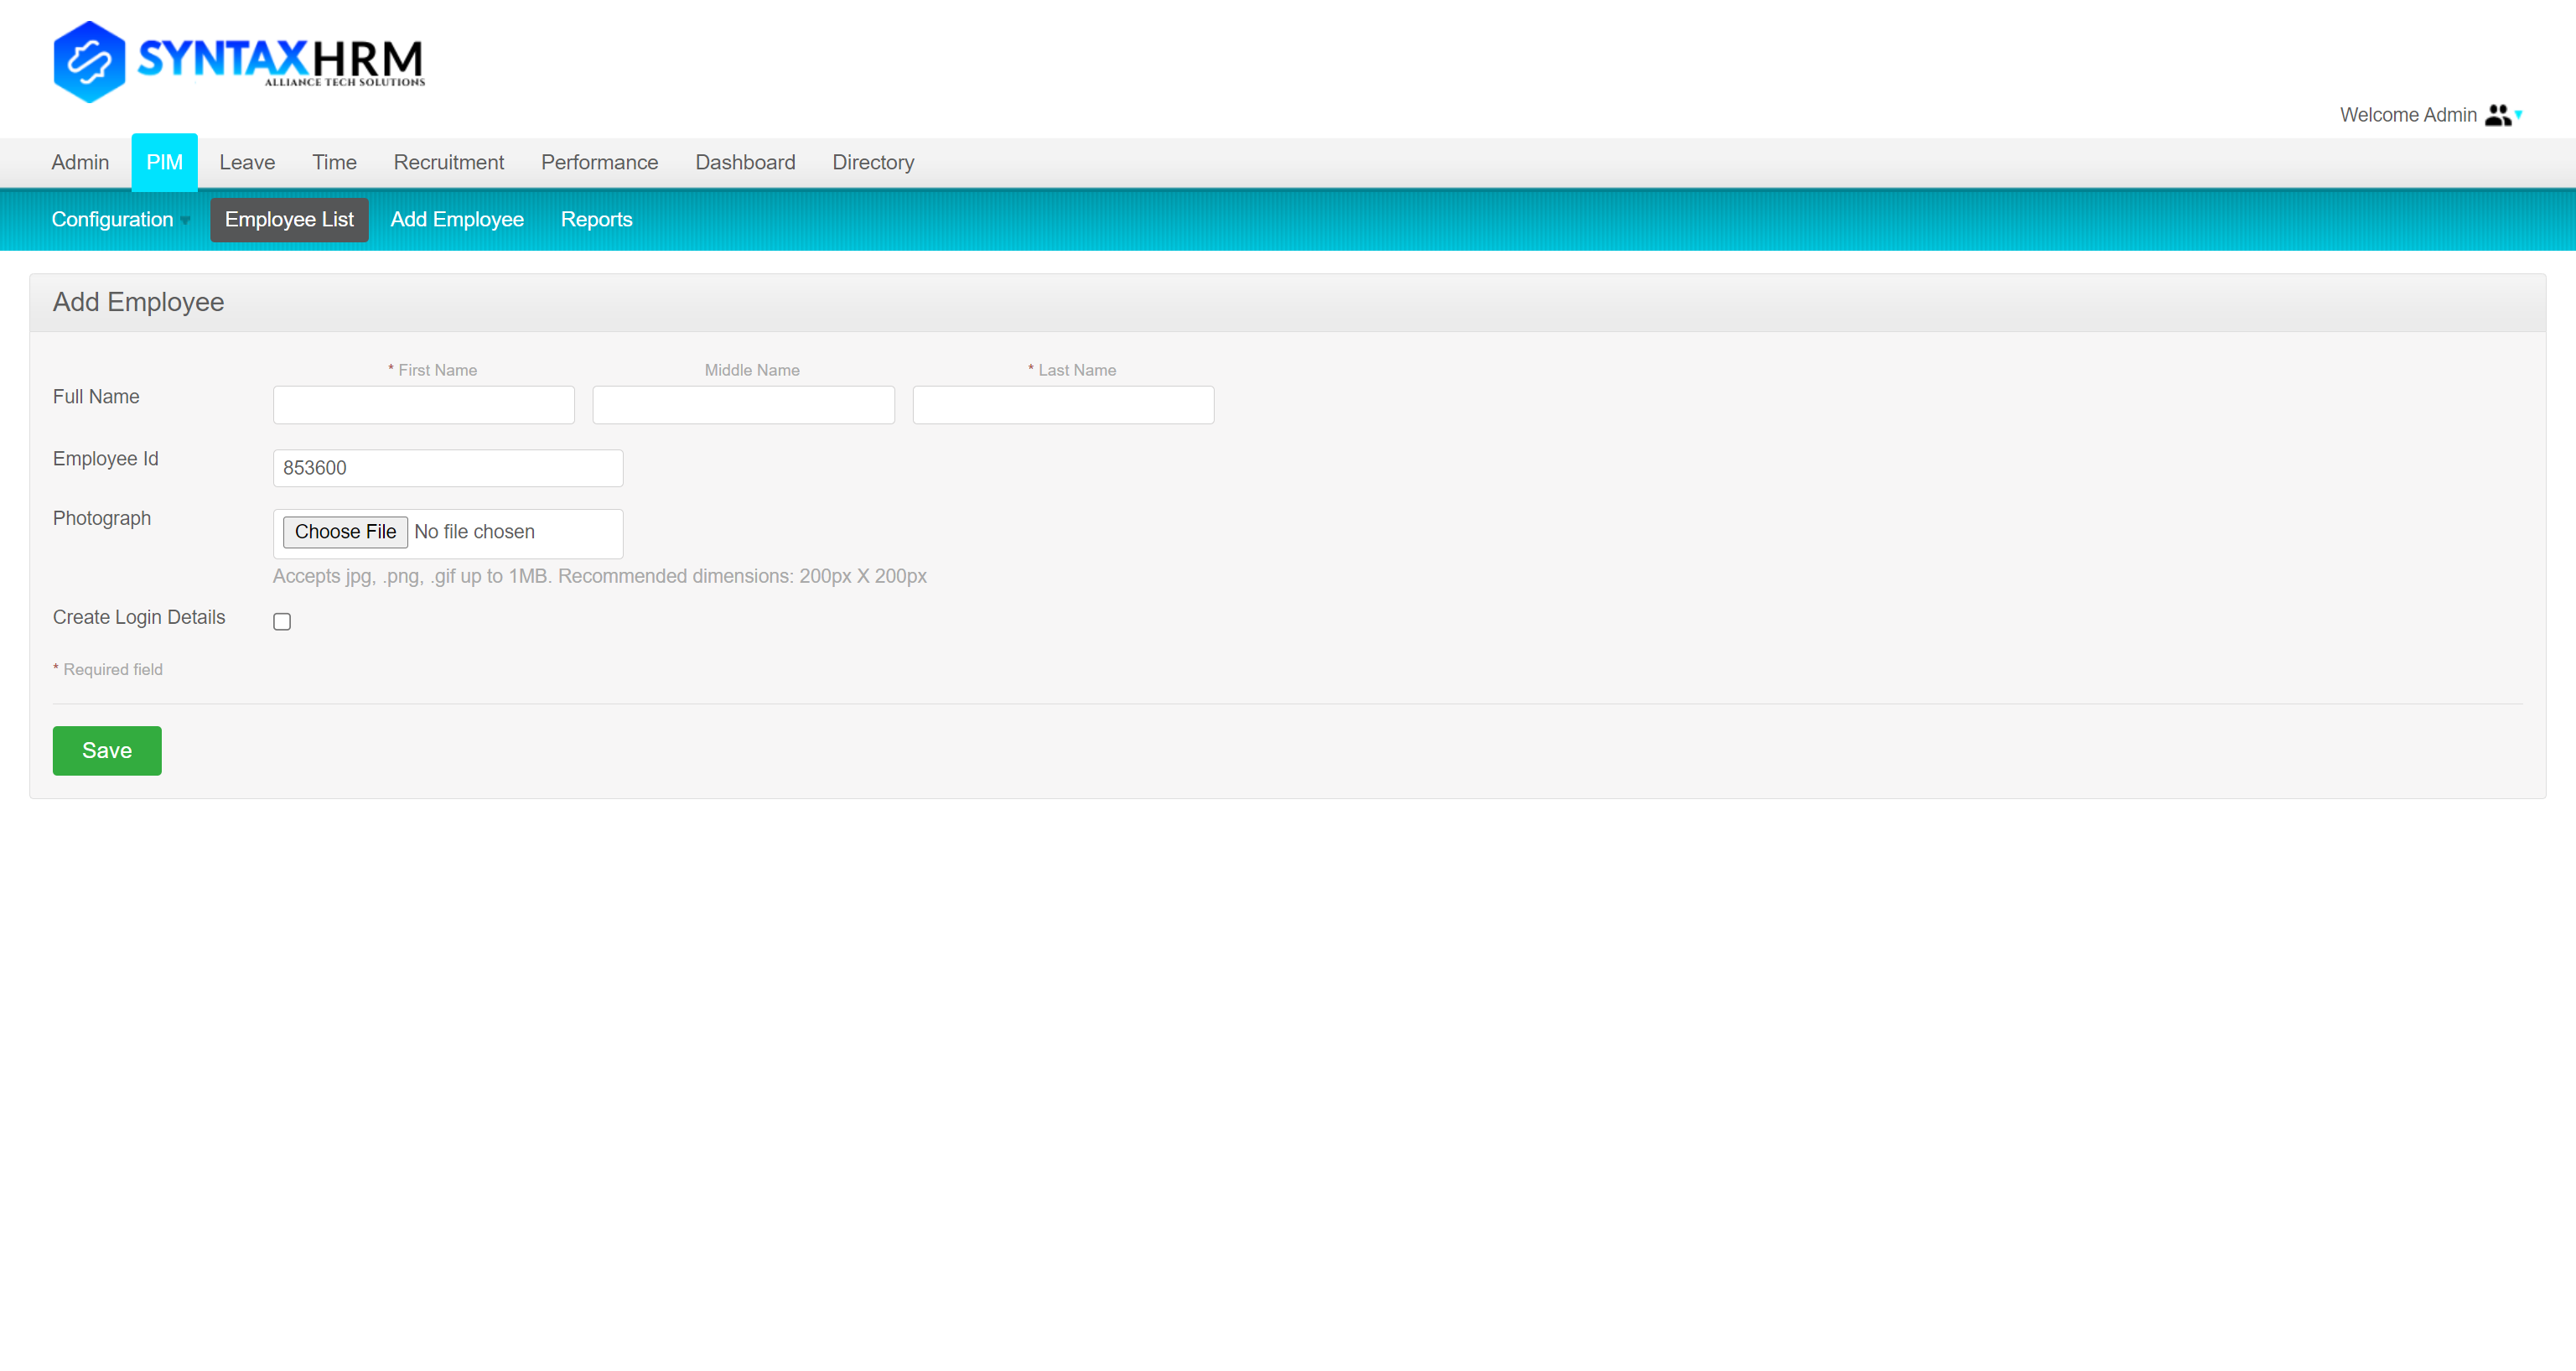 SYNTAXHRM
ALLIANCE TECH SOLUTIONS
Welcome Admin
Admin PIM Leave Time Recruitment Performance Dashboard Directory
Configuration Employee List Add Employee Reports
Add Employee
* First Name Middle Name * Last Name
Full Name
Employee Id 853600
Photograph Choose File No file chosen
Accepts jpg, .png, .gif up to 1MB. Recommended dimensions: 200px X 200px
Create Login Details
* Required field
Save